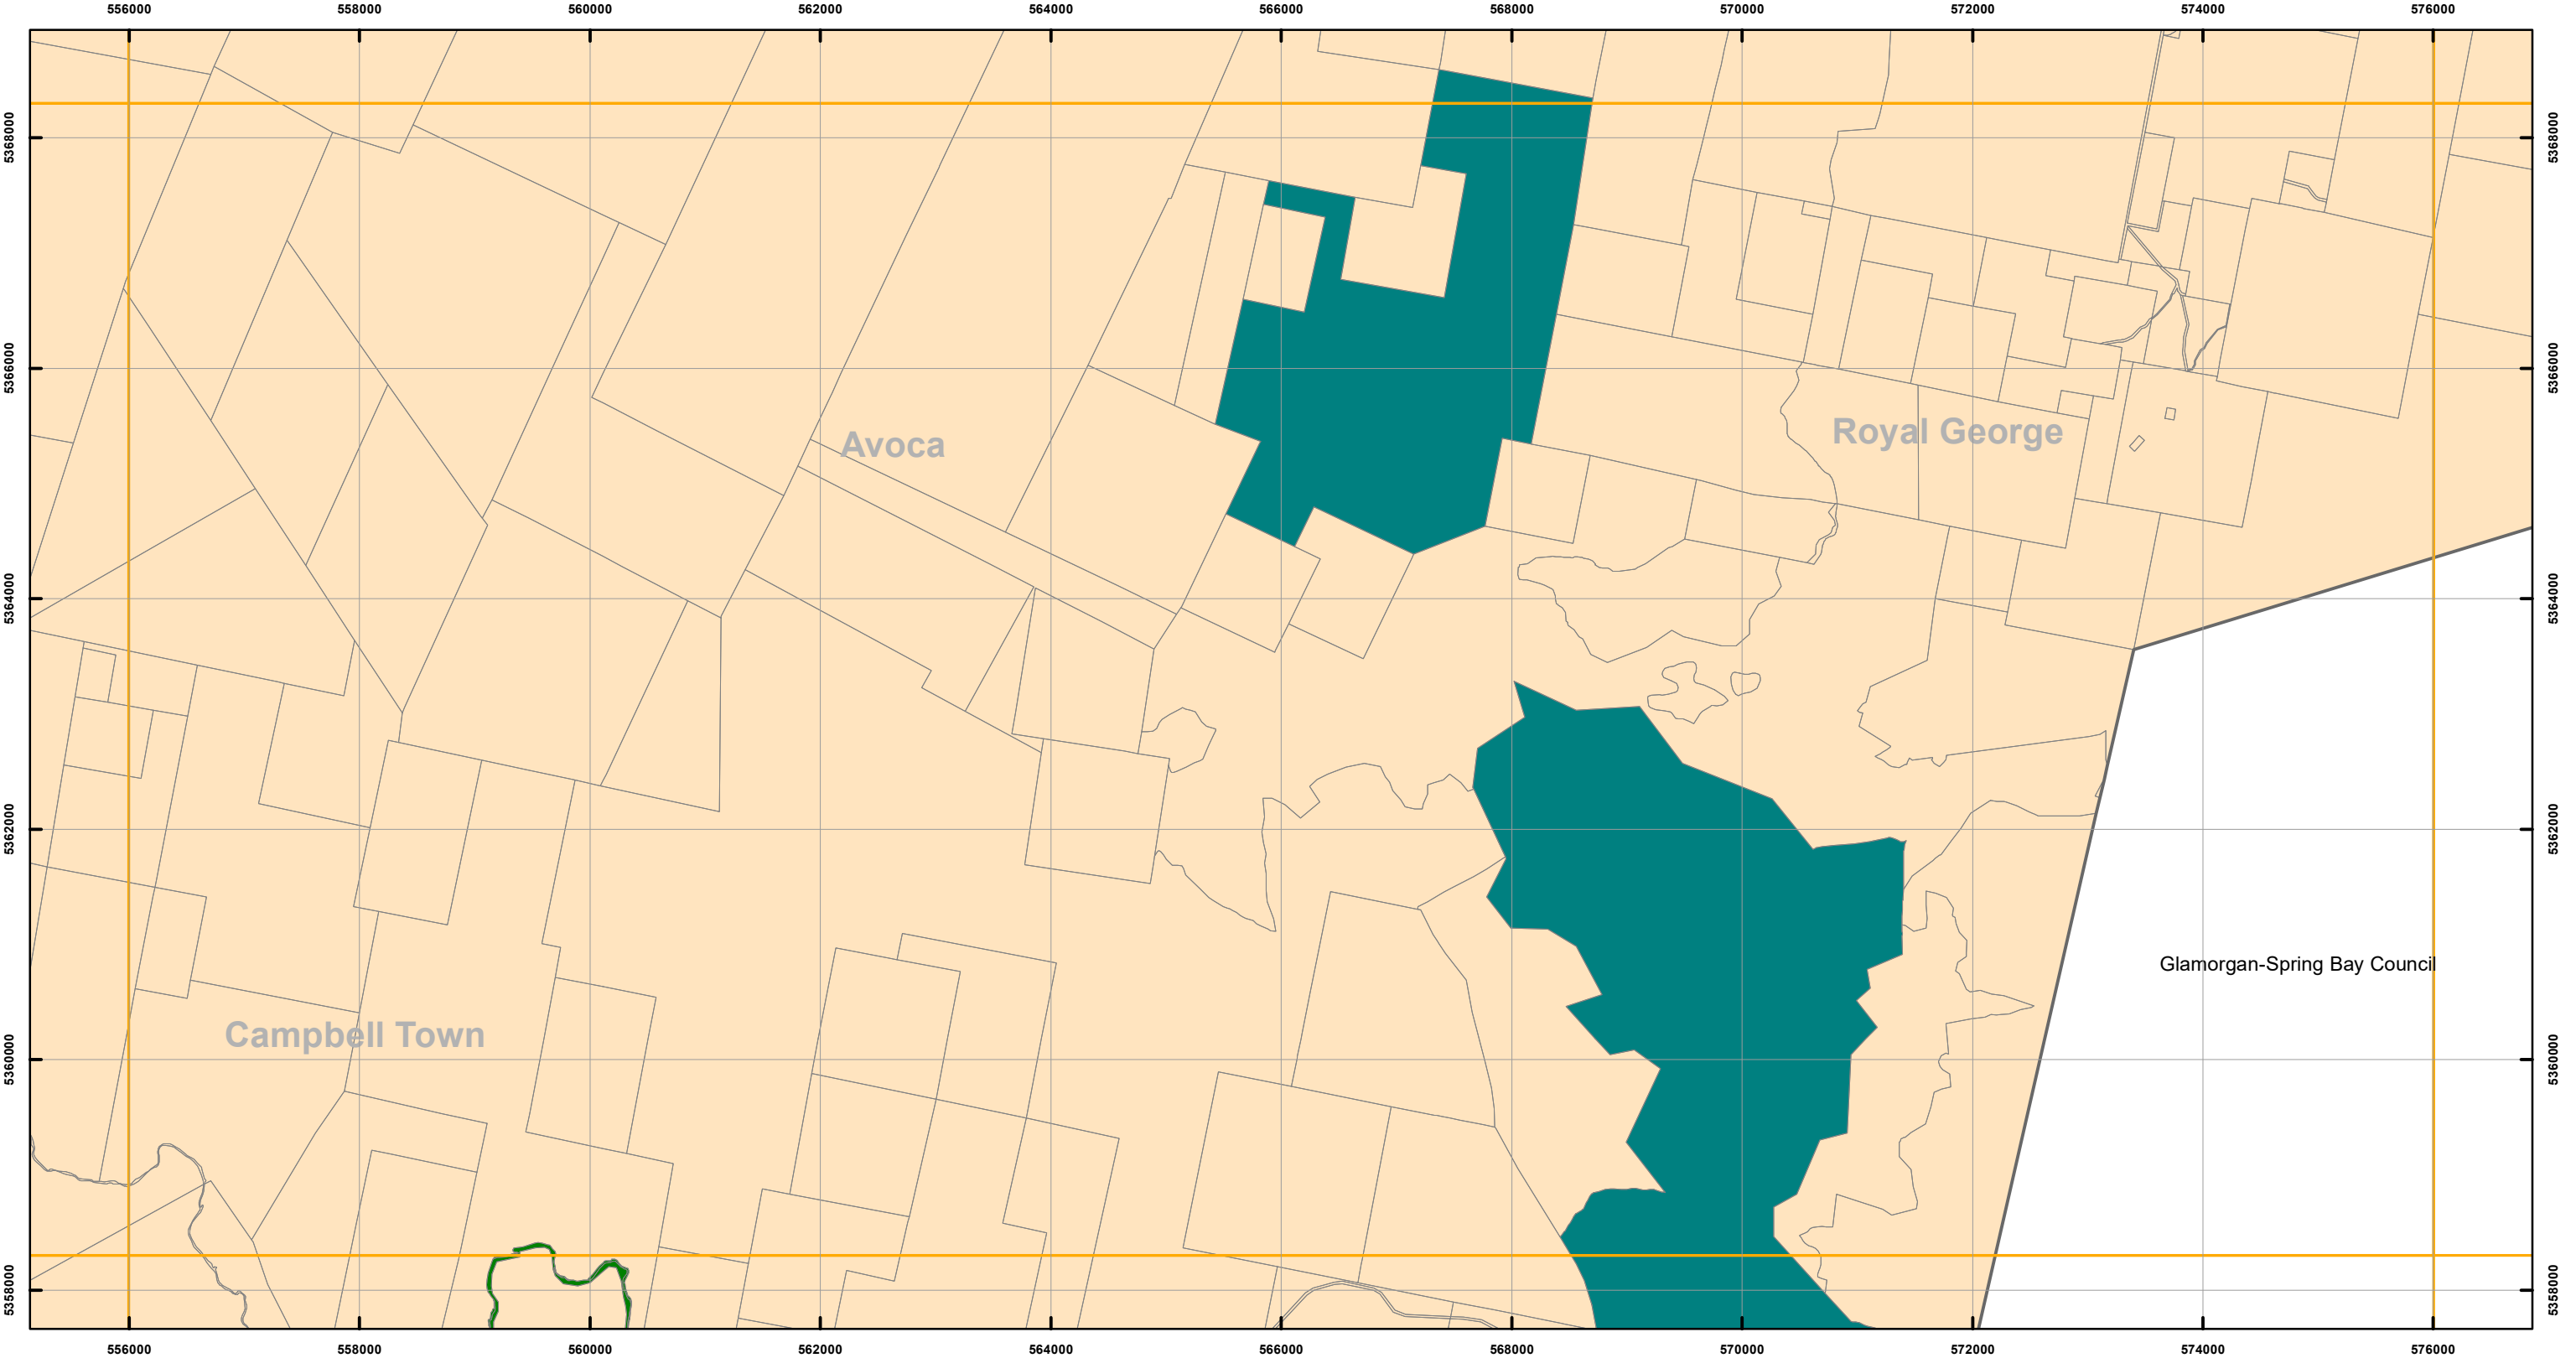 556000 558000 560000 562000 564000 566000 568000 570000 572000 574000 576000
5368000 5368000
5366000 5366000
Royal George
Avoca
5364000 5364000
5362000 5362000
Glamorgan-Spring Bay Council
Campbell Town
5360000 5360000
5358000 5358000
556000 558000 560000 562000 564000 566000 568000 570000 572000 574000 576000